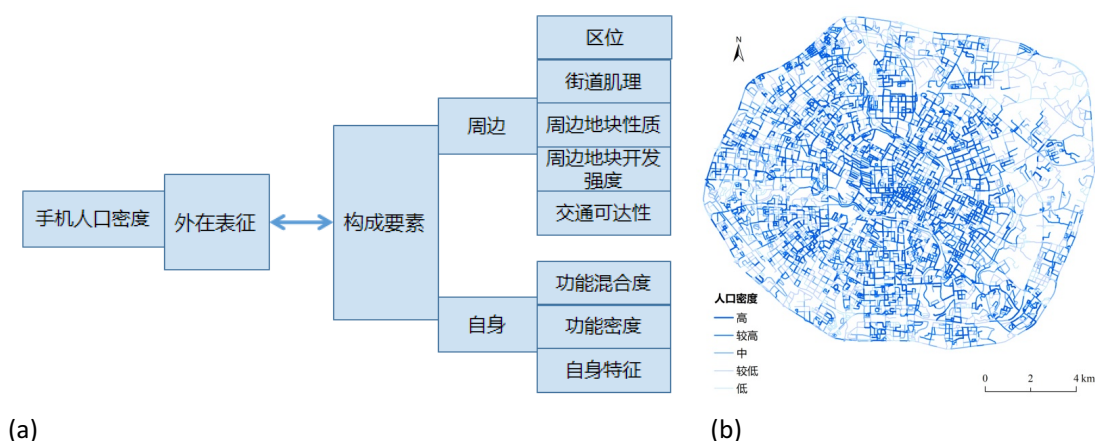 区位
街道肌理
周边
周边地块性质
周边地块开发
强度
交通可达性
手机人口密度
外在表征
构成要素
功能混合度
自身
功能密度
自身特征
(a)
N
人口密度
高
较高
中
较低
低
0 2 4 km
(b)